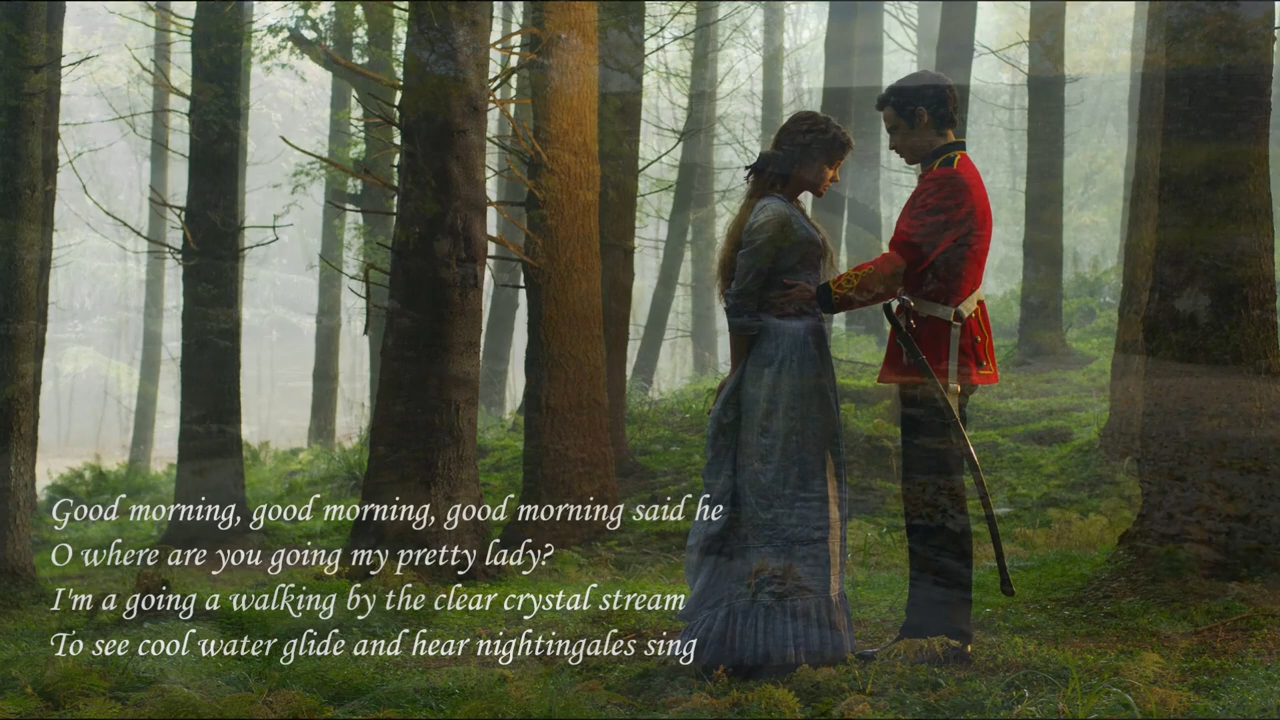 Good morning, good morning, good morning said he
O where are you going my pretty lady?
I'm a going a walking by the clear crystal stream
To see cool water glide and hear nightingales sing